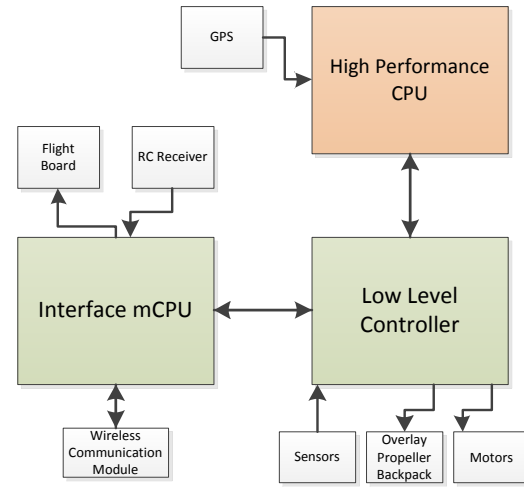 GPS
High Performance
CPU
Flight
Board
RC Receiver
Interface mCPU
Low Level
Controller
Wireless
Communication
Module
Sensors
Overlay
Propeller
Backpack
Motors